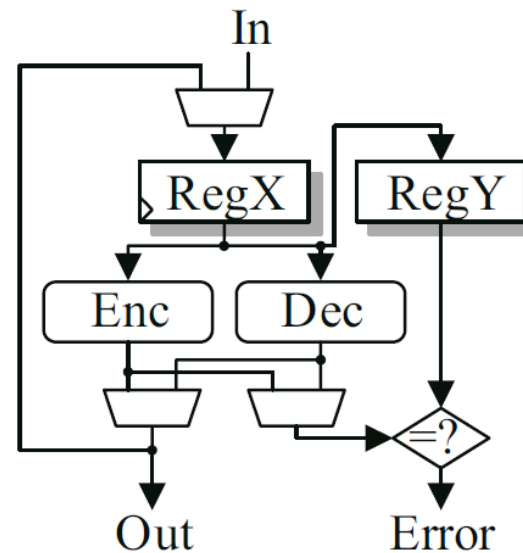 In
RegX
RegY
Enc
Dec
=?
Out
Error